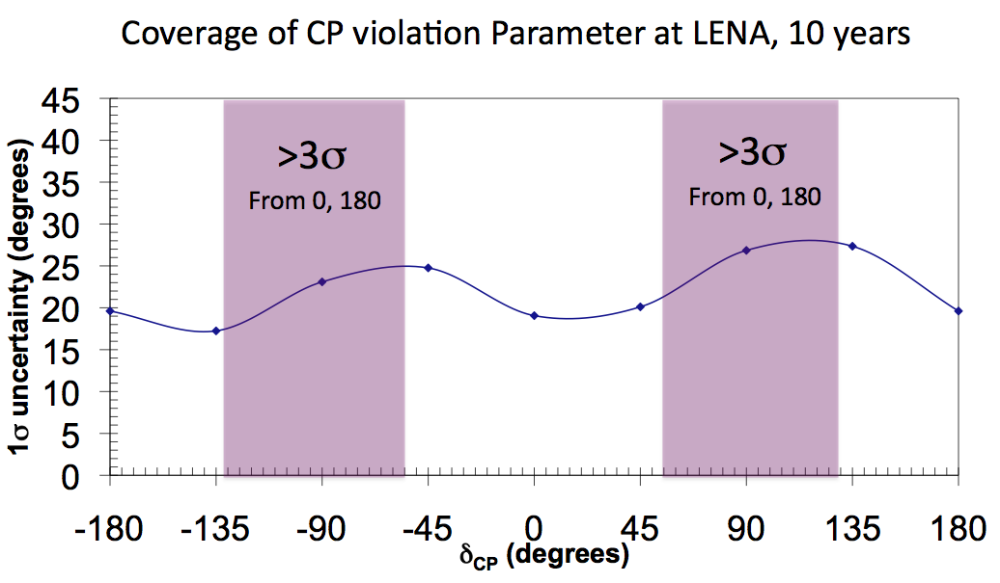 Coverage of CP violation Parameter at LENA, 10 years
45
40
35
30
25
20
15
10
5
0
1σ uncertainty (degrees)
>3σ
From 0, 180
>3σ
From 0, 180
-180 -135 -90 -45 0 45 90 135 180
δCP (degrees)